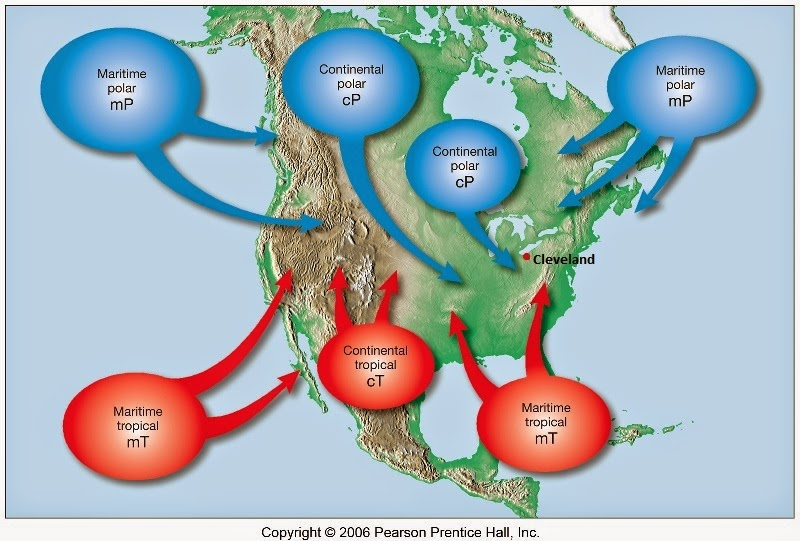 Maritime
polar
mP
Continental
polar
cP
Maritime
polar
mP
Continental
polar
cP
Cleveland
Continental
tropical
cT
Maritime
tropical
mT
Maritime
tropical
mT
Copyright © 2006 Pearson Prentice Hall, Inc.